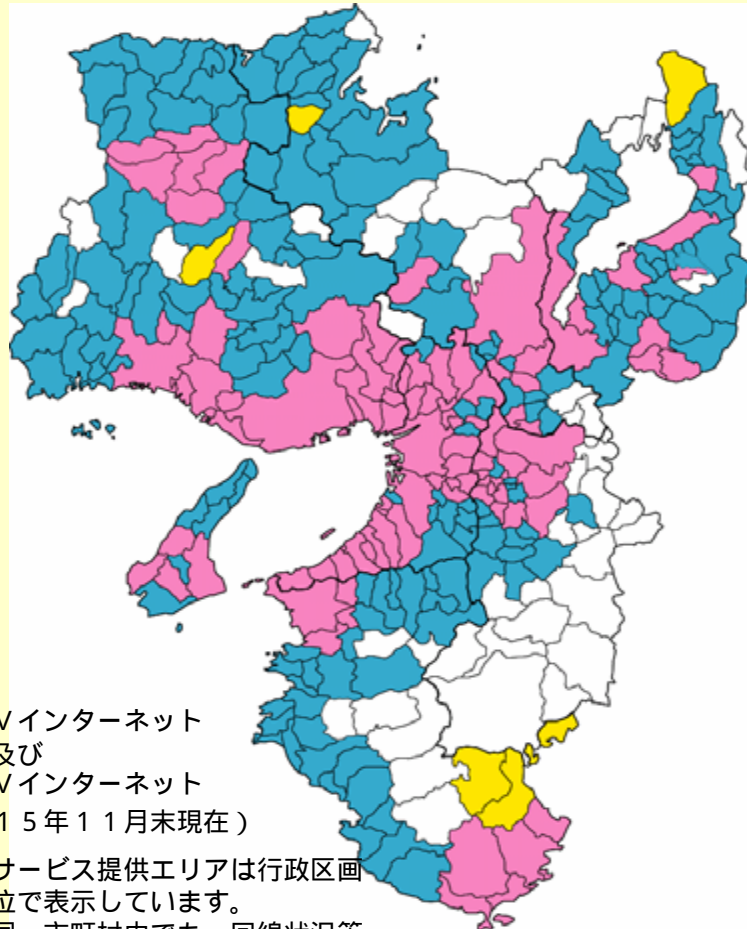 Vインターネット
及び
Vインターネット
15年11月末現在)
サービス提供エリアは行政区画
位で表示しています。